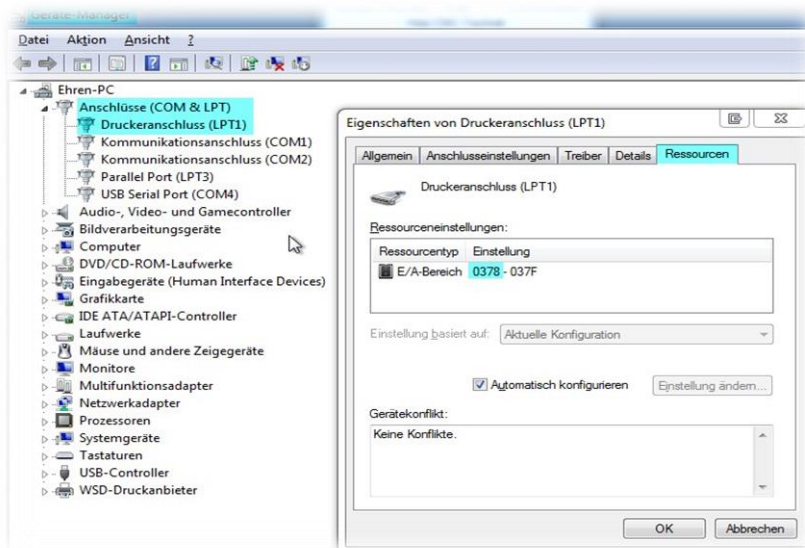 Geräte-Manager
Datei Aktion Ansicht ?
Ehren-PC
Anschlüsse (COM & LPT)
Druckeranschluss (LPT1)
Kommunikationsanschluss (COM1)
Kommunikationsanschluss (COM2)
Parallel Port (LPT3)
USB Serial Port (COM4)
Audio-, Video- und Gamecontroller
Bildverarbeitungsgeräte
Computer
DVD/CD-ROM-Laufwerke
Eingabegeräte (Human Interface Devices)
Grafikkarte
IDE ATA/ATAPI-Controller
Laufwerke
Mäuse und andere Zeigegeräte
Monitore
Multifunktionsadapter
Netzwerkadapter
Prozessoren
Systemgeräte
Tastaturen
USB-Controller
WSD-Druckanbieter
Eigenschaften von Druckeranschluss (LPT1)
Allgemein Anschlusseinstellungen Treiber Details Ressourcen
Druckeranschluss (LPT1)
Ressourceneinstellungen:
Ressourcentyp Einstellung
E/A-Bereich 0378 - 037F
Einstellung basiert auf: Aktuelle Konfiguration
Automatisch konfigurieren Einstellung ändern...
Gerätekonflikt:
Keine Konflikte.
OK Abbrechen